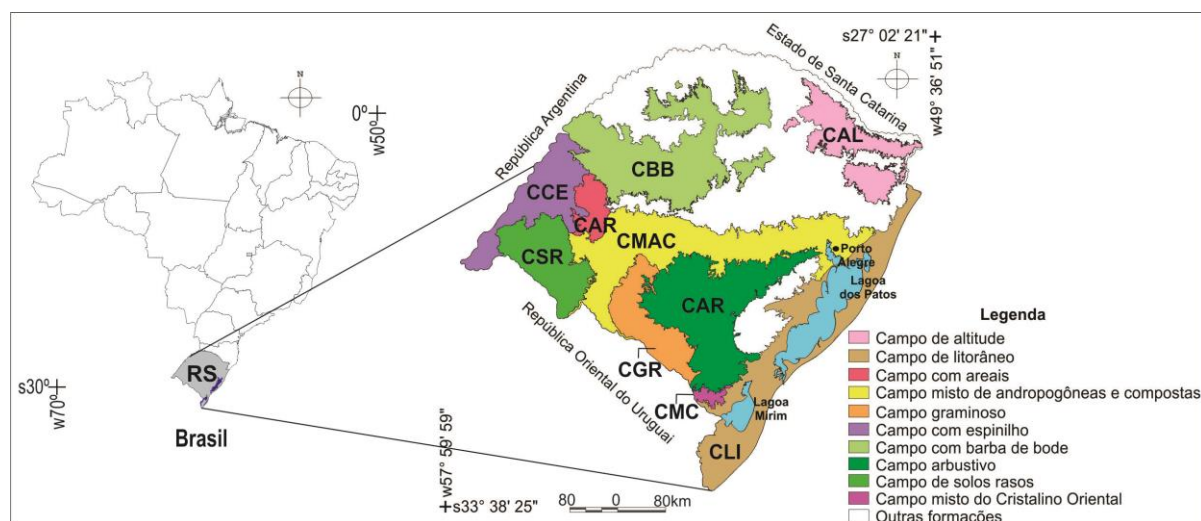 N
0º
w50º
RS
s30º
w70º
Brasil
s27° 02' 21"
w49° 36' 51"
N
Estado de Santa Catarina
República Argentina
CAL
CBB
CCE
CAR
CMAC
CSR
Porto
Alegre
Lagoa
dos Patos
CAR
República Oriental do Uruguai
CGR
CMC
Lagoa
Mirim
CLI
w57° 59' 59"
s33° 38' 25"
80 0 80km
Legenda
Campo de altitude
Campo de litorâneo
Campo com areais
Campo misto de andropogôneas e compostas
Campo graminoso
Campo com espinilho
Campo com barba de bode
Campo arbustivo
Campo de solos rasos
Campo misto do Cristalino Oriental
Outras formações